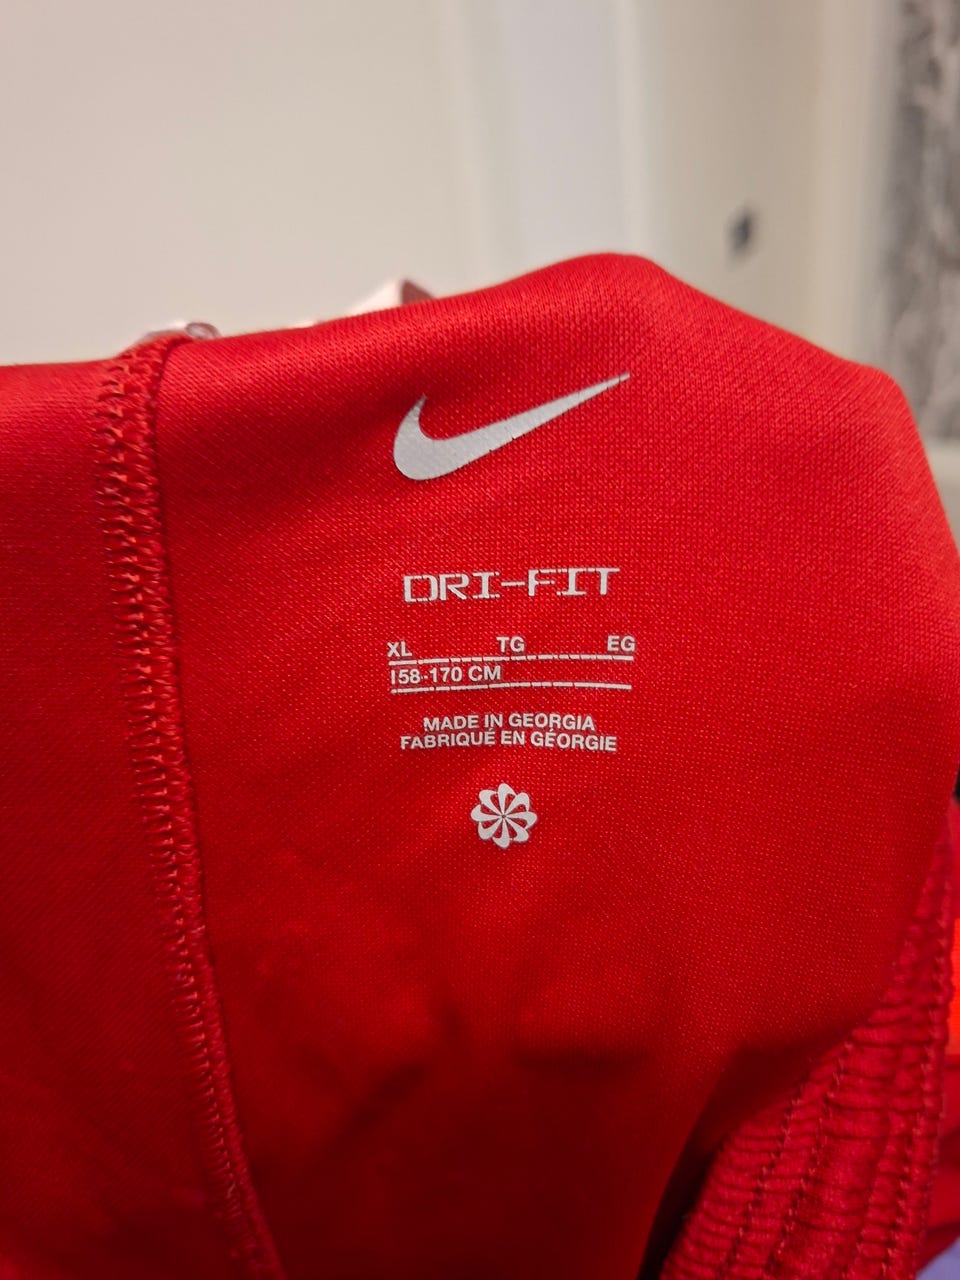 DRI-FIT
XL TG EG
158-170 CM
MADE IN GEORGIA
FABRIQUÉ EN GÉORGIE